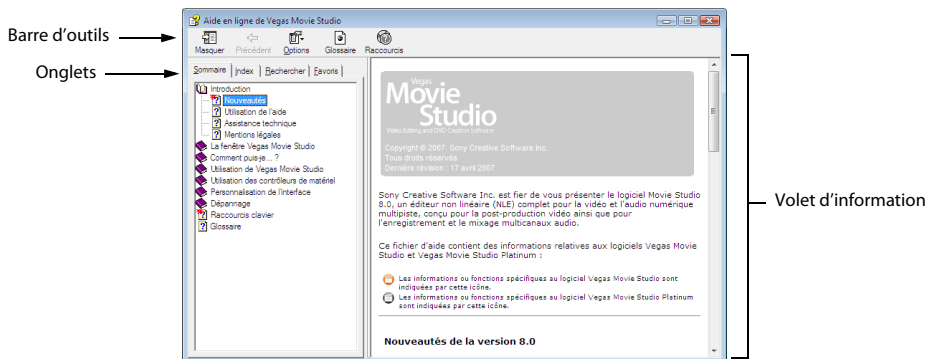 Aide en ligne de Vegas Movie Studio
Barre d'outils
Masquer Précédent Options Glossaire Raccourcis
Onglets
Sommaire Index Rechercher Favoris
Introduction
Nouveautés
Utilisation de l'aide
Assistance technique
Mentions légales
La fenêtre Vegas Movie Studio
Comment puis-je... ?
Utilisation de Vegas Movie Studio
Utilisation des contrôleurs de matériel
Personnalisation de l'interface
Dépannage
Raccourcis clavier
Glossaire
Vegas
Movie
Studio
Video Editing and DVD Creation Software
Copyright © 2007. Sony Creative Software Inc.
Tous droits réservés
Dernière révision : 17 avril 2007
Sony Creative Software Inc. est fier de vous présenter le logiciel Movie Studio
8.0, un éditeur non linéaire (NLE) complet pour la vidéo et l'audio numérique
multipiste, conçu pour la post-production vidéo ainsi que pour
l'enregistrement et le mixage multicanaux audio.
Ce fichier d'aide contient des informations relatives aux logiciels Vegas Movie
Studio et Vegas Movie Studio Platinum :
Les informations ou fonctions spécifiques au logiciel Vegas Movie Studio sont
indiquées par cette icône.
Les informations ou fonctions spécifiques au logiciel Vegas Movie Studio Platinum
sont indiquées par cette icône.
Nouveautés de la version 8.0
Volet d'information